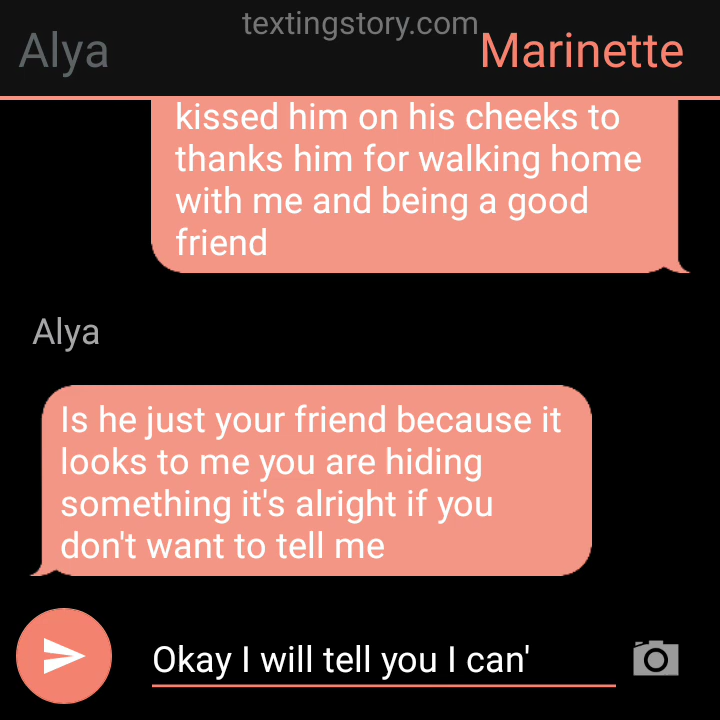 textingstory.com
Alya
Marinette
kissed him on his cheeks to
thanks him for walking home
with me and being a good
friend
Alya
Is he just your friend because it
looks to me you are hiding
something it's alright if you
don't want to tell me
Okay I will tell you I can'